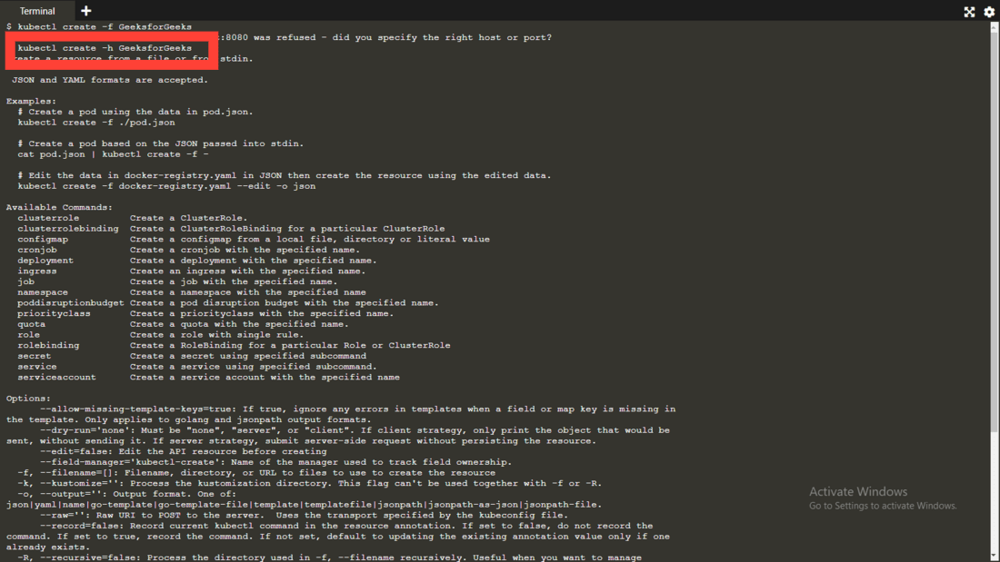 Terminal
$ kubectl create -f GeeksforGeeks
:8080 was refused - did you specify the right host or port?
kubectl create -h GeeksforGeeks
eate a resource from a file or from stdin.
JSON and YAML formats are accepted.
Examples:
# Create a pod using the data in pod.json.
kubectl create -f ./pod.json
# Create a pod based on the JSON passed into stdin.
cat pod.json | kubectl create -f -
# Edit the data in docker-registry.yaml in JSON then create the resource using the edited data.
kubectl create -f docker-registry.yaml --edit -o json
Available Commands:
clusterrole Create a ClusterRole.
clusterrolebinding Create a ClusterRoleBinding for a particular ClusterRole
configmap Create a configmap from a local file, directory or literal value
cronjob Create a cronjob with the specified name.
deployment Create a deployment with the specified name.
ingress Create an ingress with the specified name.
job Create a job with the specified name.
namespace Create a namespace with the specified name
poddisruptionbudget Create a pod disruption budget with the specified name.
priorityclass Create a priorityclass with the specified name.
quota Create a quota with the specified name.
role Create a role with single rule.
rolebinding Create a RoleBinding for a particular Role or ClusterRole
secret Create a secret using specified subcommand
service Create a service using specified subcommand.
serviceaccount Create a service account with the specified name
Options:
--allow-missing-template-keys=true: If true, ignore any errors in templates when a field or map key is missing in
the template. Only applies to golang and jsonpath output formats.
--dry-run='none': Must be "none", "server", or "client". If client strategy, only print the object that would be
sent, without sending it. If server strategy, submit server-side request without persisting the resource.
--edit=false: Edit the API resource before creating
--field-manager='kubectl-create': Name of the manager used to track field ownership.
-f, --filename=[]: Filename, directory, or URL to files to use to create the resource
-k, --kustomize='': Process the kustomization directory. This flag can't be used together with -f or -R.
-o, --output='': Output format. One of:
json|yaml|name|go-template|go-template-file|template|templatefile|jsonpath|jsonpath-as-json|jsonpath-file.
--raw='': Raw URI to POST to the server. Uses the transport specified by the kubeconfig file.
--record=false: Record current kubectl command in the resource annotation. If set to false, do not record the
command. If set to true, record the command. If not set, default to updating the existing annotation value only if one
already exists.
-R, --recursive=false: Process the directory used in -f, --filename recursively. Useful when you want to manage
Activate Windows
Go to Settings to activate Windows.